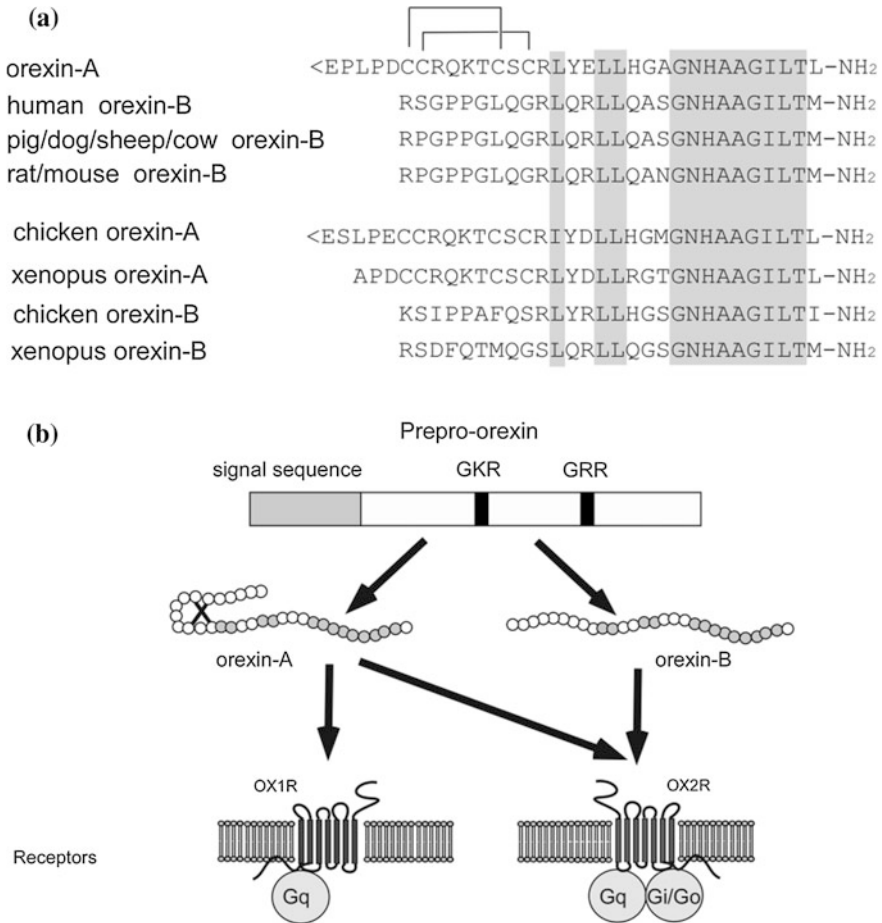 (a)
orexin-A <EPLPDCCRQKTCSCRLYELLHGAGNHAAGILTL-NH2
human orexin-B RSGPPGLQGRLQRLLQASGNHAAGILTM-NH2
pig/dog/sheep/cow orexin-B RPGPPGLQGRLQRLLQASGNHAAGILTM-NH2
rat/mouse orexin-B RPGPPGLQGRLQRLLQANGNHAAGILTM-NH2
chicken orexin-A <ESLPECCRQKTCSCRIYDLLHGMGNHAAGILTL-NH2
xenopus orexin-A APDCCRQKTCSCRLYDLLRGTGNHAAGILTL-NH2
chicken orexin-B KSIPPAFQSRLYRLLHGSGNHAAGILTI-NH2
xenopus orexin-B RSDFQTMQGSLQRLLQGSGNHAAGILTM-NH2
(b)
Prepro-orexin
signal sequence GKR GRR
orexin-A orexin-B
OX1R OX2R
Receptors
Gq Gq Gi/Go